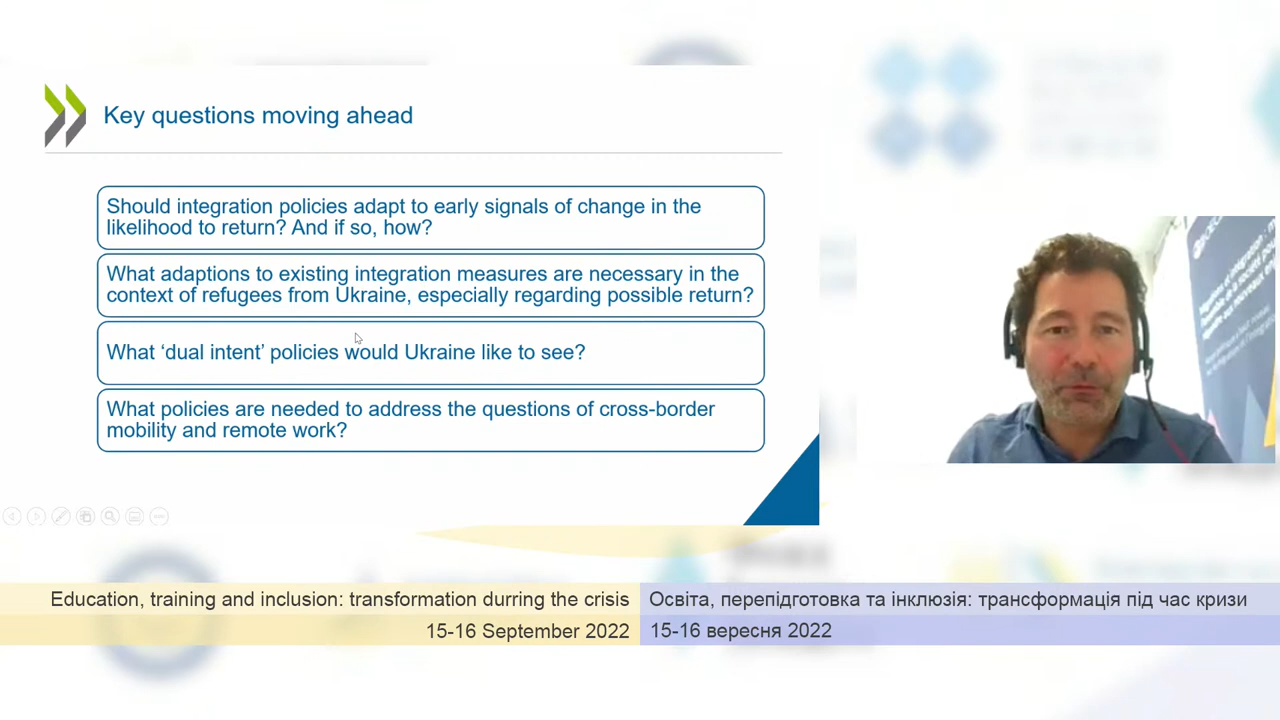 Key questions moving ahead
Should integration policies adapt to early signals of change in the
likelihood to return? And if so, how?
What adaptions to existing integration measures are necessary in the
context of refugees from Ukraine, especially regarding possible return?
What ‘dual intent’ policies would Ukraine like to see?
What policies are needed to address the questions of cross-border
mobility and remote work?
Education, training and inclusion: transformation durring the crisis
15-16 September 2022
Освіта, перепідготовка та інклюзія: трансформація під час кризи
15-16 вересня 2022